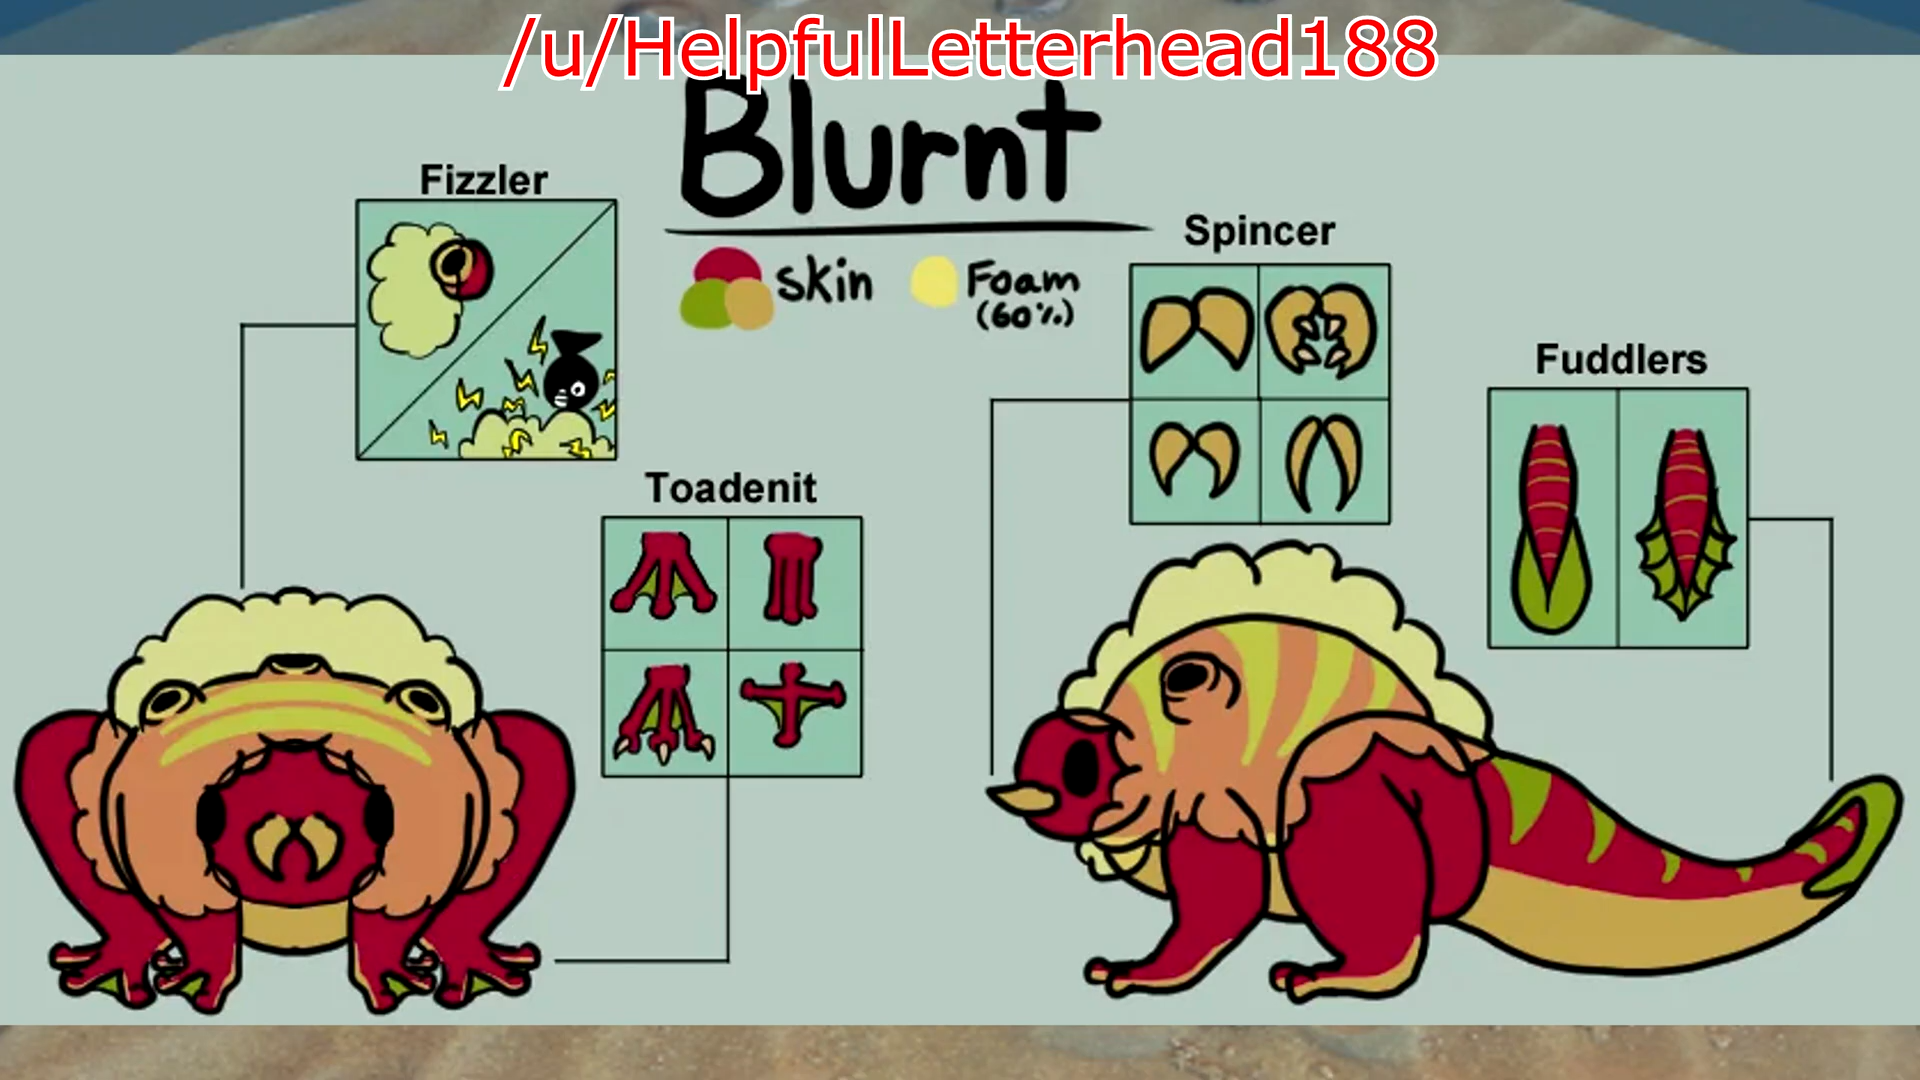 /u/HelpfulLetterhead188
Blurnt
Fizzler
Skin
Foam
(60%)
Spincer
Fuddlers
Toadenit